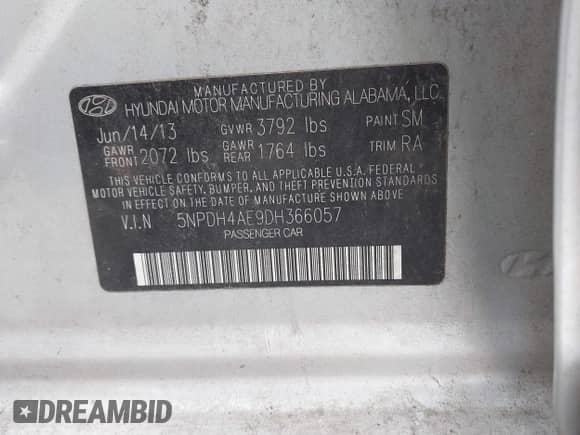 MANUFACTURED BY
HYUNDAI MOTOR MANUFACTURING ALABAMA, LLC.
Jun/14/13 GVWR 3792 lbs PAINT SM
GAWR FRONT 2072 lbs GAWR REAR 1764 lbs TRIM RA
THIS VEHICLE CONFORMS TO ALL APPLICABLE U.S.A. FEDERAL
MOTOR VEHICLE SAFETY, BUMPER, AND THEFT PREVENTION STANDARDS
IN EFFECT ON THE DATE OF MANUFACTURE SHOWN ABOVE.
V.I.N 5NPDH4AE9DH366057
PASSENGER CAR
DREAMBID